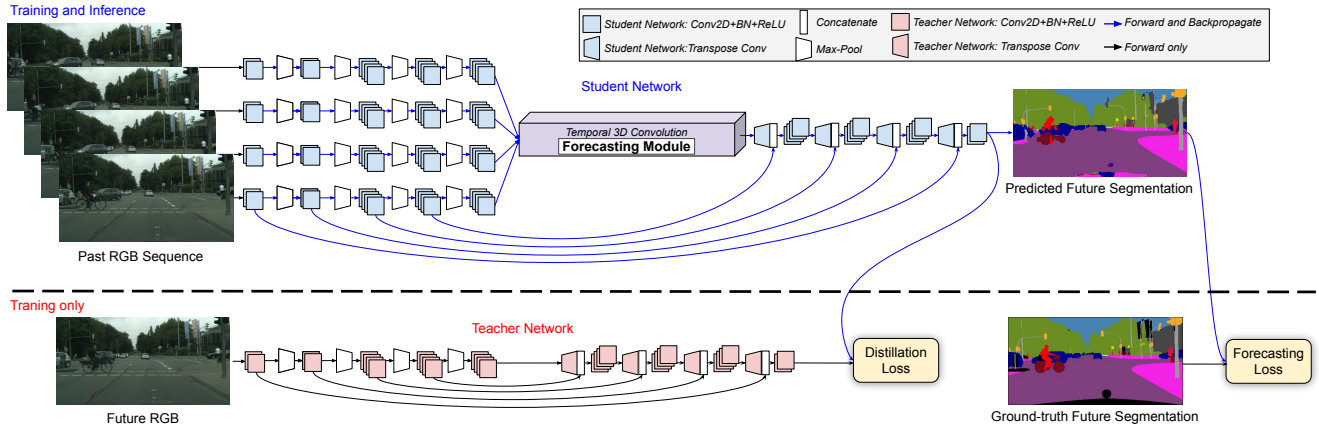 Training and Inference
Student Network: Conv2D+BN+ReLU
Concatenate
Teacher Network: Conv2D+BN+ReLU
Forward and Backpropagate
Student Network:Transpose Conv
Max-Pool
Teacher Network: Transpose Conv
Forward only
Student Network
Temporal 3D Convolution
Forecasting Module
Predicted Future Segmentation
Past RGB Sequence
Traning only
Teacher Network
Distillation
Loss
Forecasting
Loss
Future RGB
Ground-truth Future Segmentation